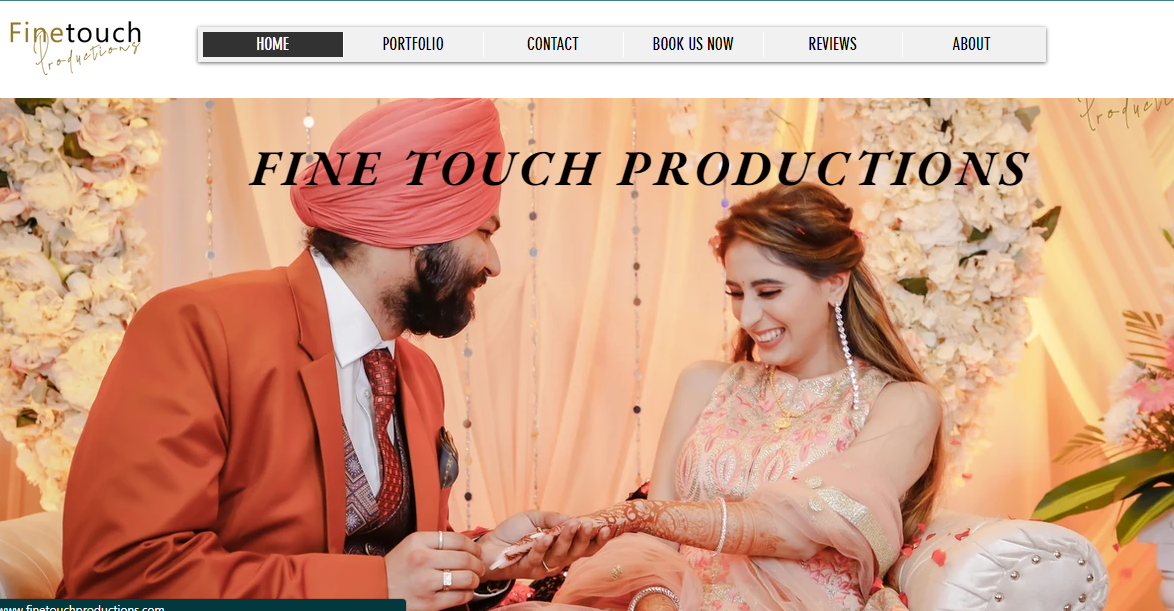 Finetouch
Productions
HOME
PORTFOLIO
CONTACT
BOOK US NOW
REVIEWS
ABOUT
Productions
FINE TOUCH PRODUCTIONS
www.finetouchproductions.com